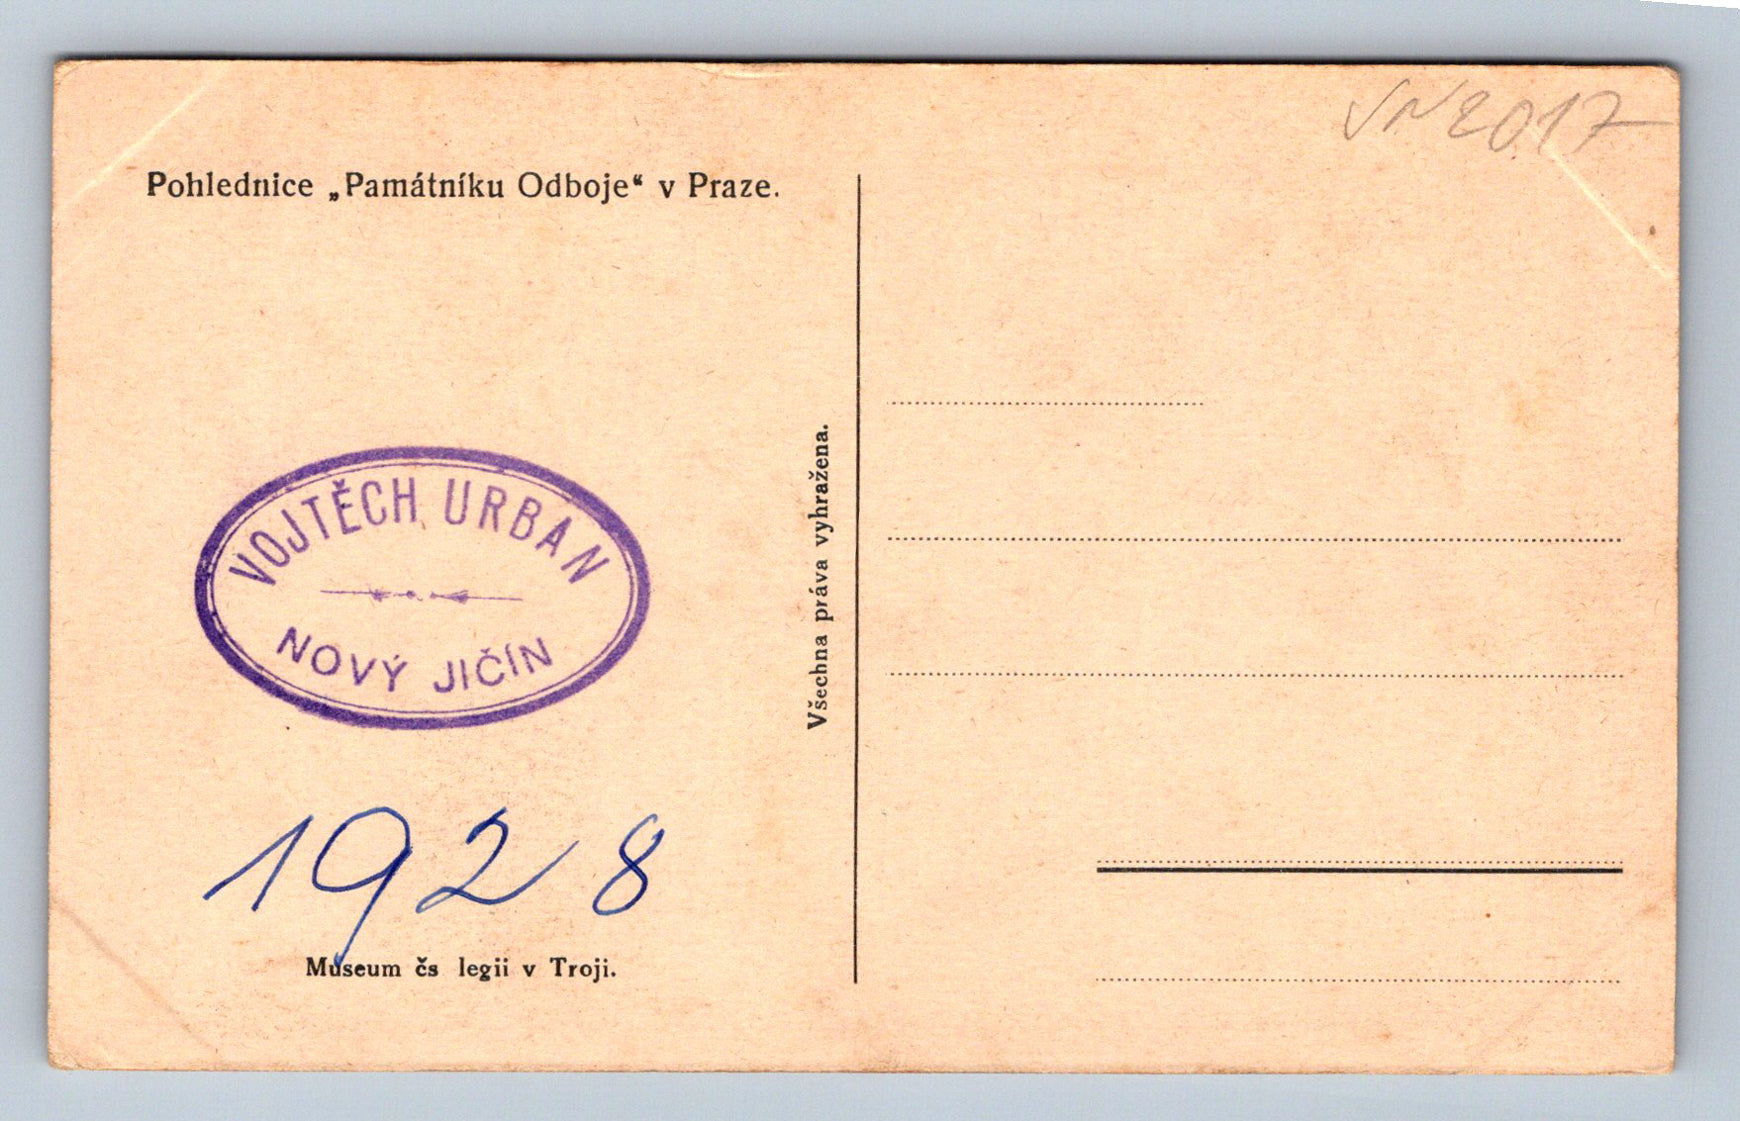 VN2017
Pohlednice „Památníku Odboje“ v Praze.
VOJTĚCH URBAN
NOVÝ JIČÍN
Všechna práva vyhražena.
1928
Museum čs legii v Troji.